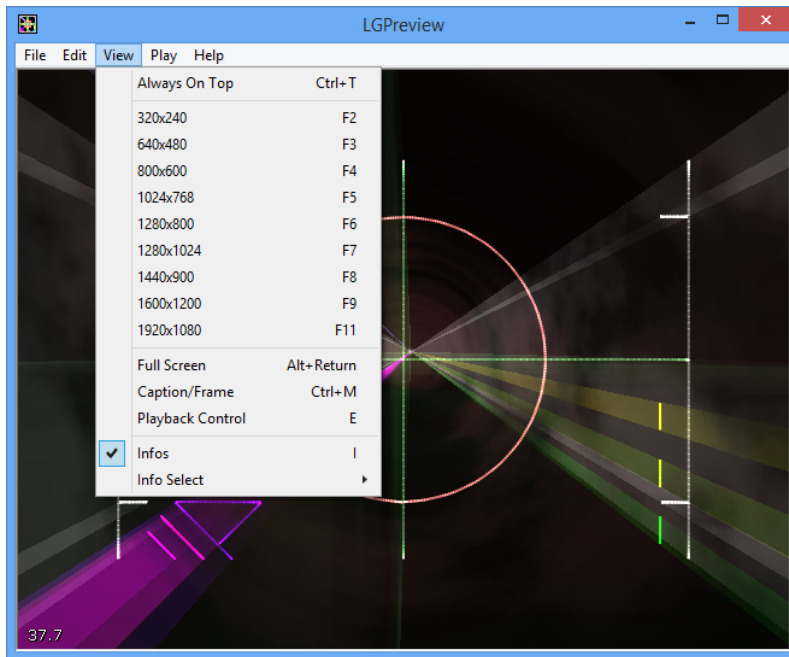 LGPreview
File Edit View Play Help
Always On Top Ctrl+T
320x240 F2
640x480 F3
800x600 F4
1024x768 F5
1280x800 F6
1280x1024 F7
1440x900 F8
1600x1200 F9
1920x1080 F11
Full Screen Alt+Return
Caption/Frame Ctrl+M
Playback Control E
Infos I
Info Select
37.7